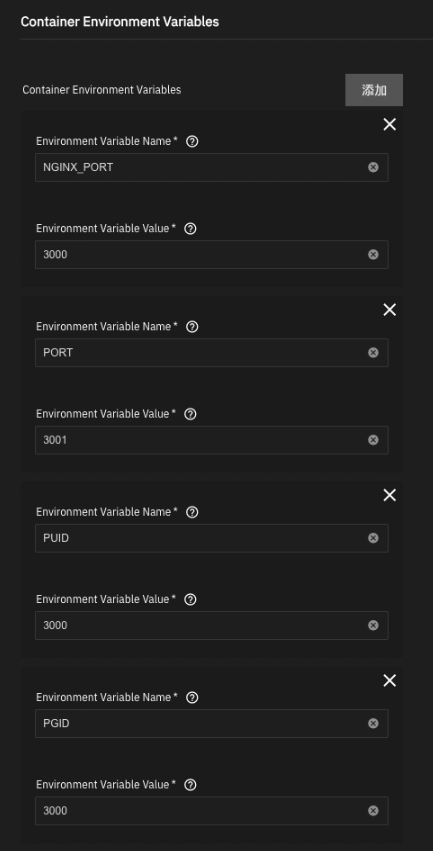 Container Environment Variables
Container Environment Variables 添加
Environment Variable Name *
NGINX_PORT
Environment Variable Value *
3000
Environment Variable Name *
PORT
Environment Variable Value *
3001
Environment Variable Name *
PUID
Environment Variable Value *
3000
Environment Variable Name *
PGID
Environment Variable Value *
3000